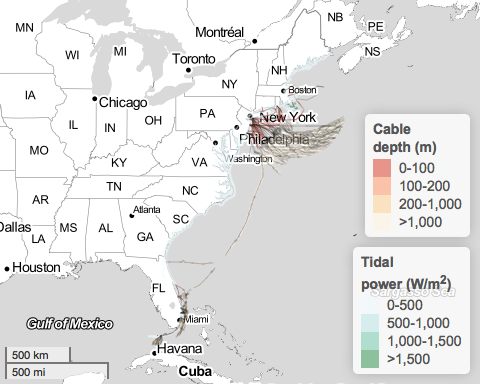 NB
PE
MN
Montréal
NS
WI
MI
Toronto
NH
NY
Boston
IA
Chicago
PA
New York
IL
IN
OH
Philadelphia
MO
VA
Washington
KY
TN
NC
AR
Atlanta
SC
Dallas
MS
AL
GA
LA
Houston
FL
Miami
Gulf of Mexico
Havana
Cuba
500 km
500 mi
Cable
depth (m)
0-100
100-200
200-1,000
>1,000
Tidal
power (W/m²)
Sargasso Sea
0-500
500-1,000
1,000-1,500
>1,500